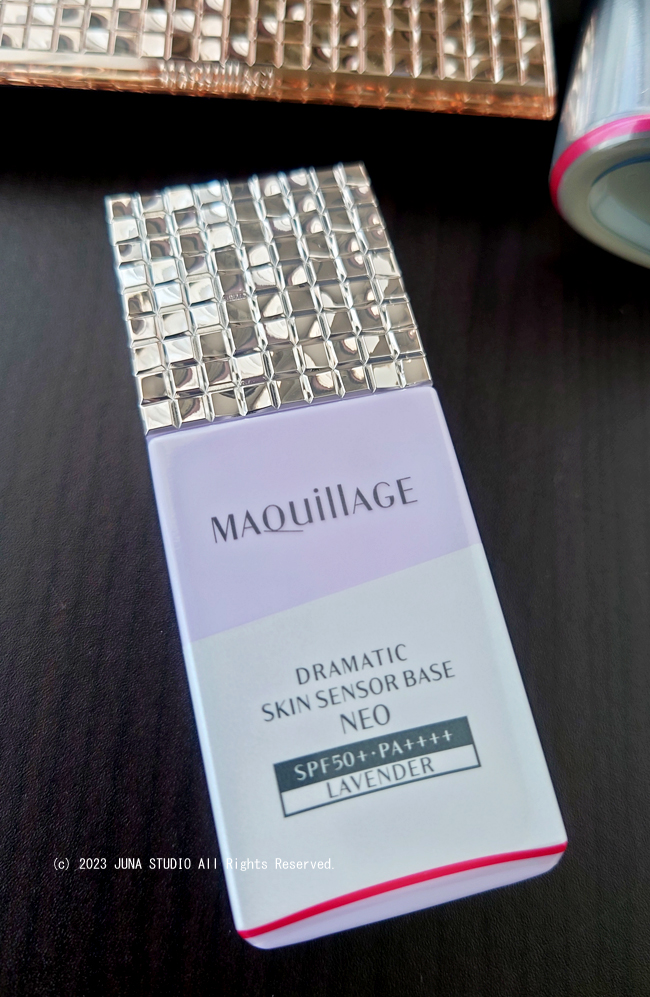 MAQuillAGE
DRAMATIC
SKIN SENSOR BASE
NEO
SPF50+・PA++++
LAVENDER
(c) 2023 JUNA STUDIO All Rights Reserved.